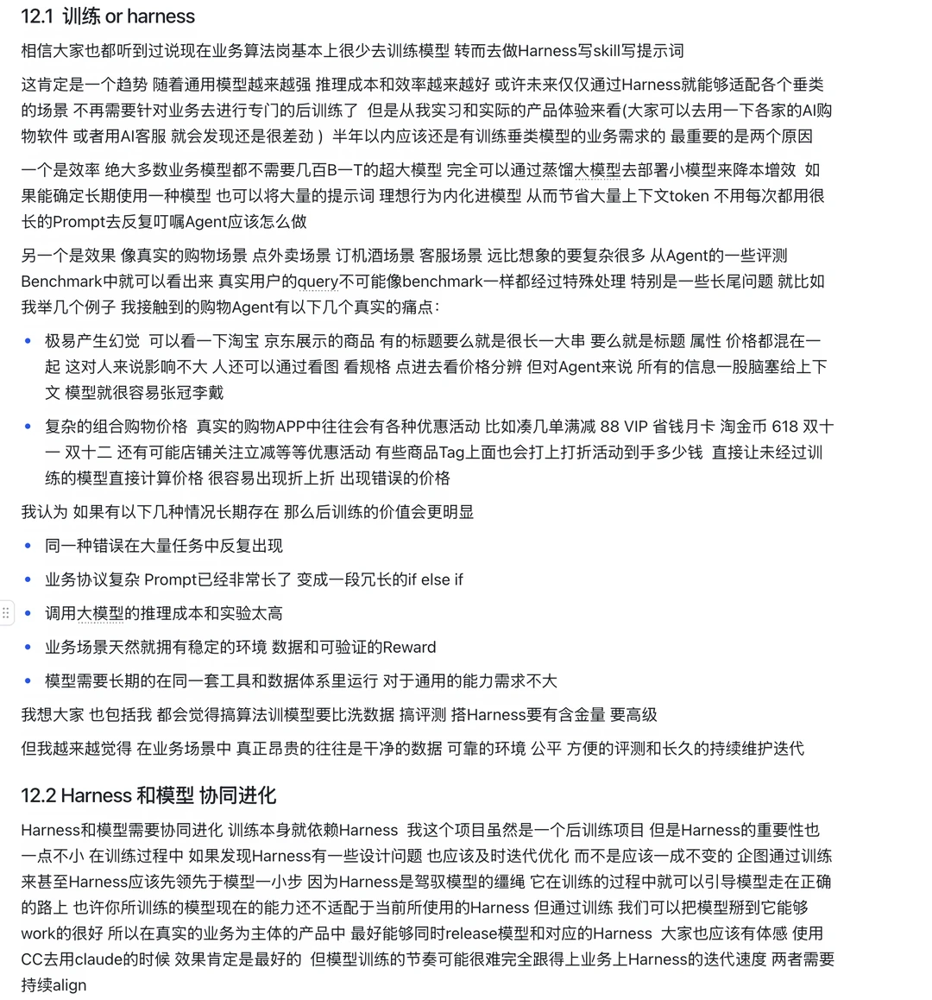 12.1 训练 or harness
相信大家也都听到过说现在业务算法岗基本上很少去训练模型 转而去做Harness写skill写提示词
这肯定是一个趋势 随着通用模型越来越强 推理成本和效率越来越好 或许未来仅仅通过Harness就能够适配各个垂类
的场景 不再需要针对业务去进行专门的后训练了 但是从我实习和实际的产品体验来看(大家可以去用一下各家的AI购
物软件 或者用AI客服 就会发现还是很差劲 ) 半年以内应该还是有训练垂类模型的业务需求的 最重要的是两个原因
一个是效率 绝大多数业务模型都不需要几百B一T的超大模型 完全可以通过蒸馏大模型去部署小模型来降本增效 如
果能确定长期使用一种模型 也可以将大量的提示词 理想行为内化进模型 从而节省大量上下文token 不用每次都用很
长的Prompt去反复叮嘱Agent应该怎么做
另一个是效果 像真实的购物场景 点外卖场景 订机酒场景 客服场景 远比想象的要复杂很多 从Agent的一些评测
Benchmark中就可以看出来 真实用户的query不可能像benchmark一样都经过特殊处理 特别是一些长尾问题 就比如
我举几个例子 我接触到的购物Agent有以下几个真实的痛点：
• 极易产生幻觉 可以看一下淘宝 京东展示的商品 有的标题要么就是很长一大串 要么就是标题 属性 价格都混在一
起 这对人来说影响不大 人还可以通过看图 看规格 点进去看价格分辨 但对Agent来说 所有的信息一股脑塞给上下
文 模型就很容易张冠李戴
• 复杂的组合购物价格 真实的购物APP中往往会有各种优惠活动 比如凑几单满减 88 VIP 省钱月卡 淘金币 618 双十
一 双十二 还有可能店铺关注立减等等优惠活动 有些商品Tag上面也会打上打折活动到手多少钱 直接让未经过训
练的模型直接计算价格 很容易出现折上折 出现错误的价格
我认为 如果有以下几种情况长期存在 那么后训练的价值会更明显
• 同一种错误在大量任务中反复出现
• 业务协议复杂 Prompt已经非常长了 变成一段冗长的if else if
• 调用大模型的推理成本和实验太高
• 业务场景天然就拥有稳定的环境 数据和可验证的Reward
• 模型需要长期的在同一套工具和数据体系里运行 对于通用的能力需求不大
我想大家 也包括我 都会觉得搞算法训模型要比洗数据 搞评测 搭Harness要有含金量 要高级
但我越来越觉得 在业务场景中 真正昂贵的往往是干净的数据 可靠的环境 公平 方便的评测和长久的持续维护迭代
12.2 Harness 和模型 协同进化
Harness和模型需要协同进化 训练本身就依赖Harness 我这个项目虽然是一个后训练项目 但是Harness的重要性也
一点不小 在训练过程中 如果发现Harness有一些设计问题 也应该及时迭代优化 而不是应该一成不变的 企图通过训练
来甚至Harness应该先领先于模型一小步 因为Harness是驾驭模型的缰绳 它在训练的过程中就可以引导模型走在正确
的路上 也许你所训练的模型现在的能力还不适配于当前所使用的Harness 但通过训练 我们可以把模型掰到它能够
work的很好 所以在真实的业务为主体的产品中 最好能够同时release模型和对应的Harness 大家也应该有体感 使用
CC去用claude的时候 效果肯定是最好的 但模型训练的节奏可能很难完全跟得上业务上Harness的迭代速度 两者需要
持续align